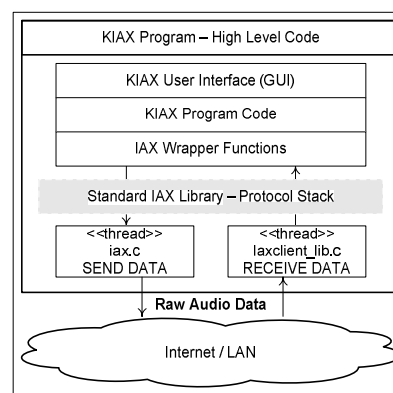 KIAX Program – High Level Code
KIAX User Interface (GUI)
KIAX Program Code
IAX Wrapper Functions
Standard IAX Library – Protocol Stack
<<thread>>
iax.c
SEND DATA
<<thread>>
Iaxclient_lib.c
RECEIVE DATA
Raw Audio Data
Internet / LAN